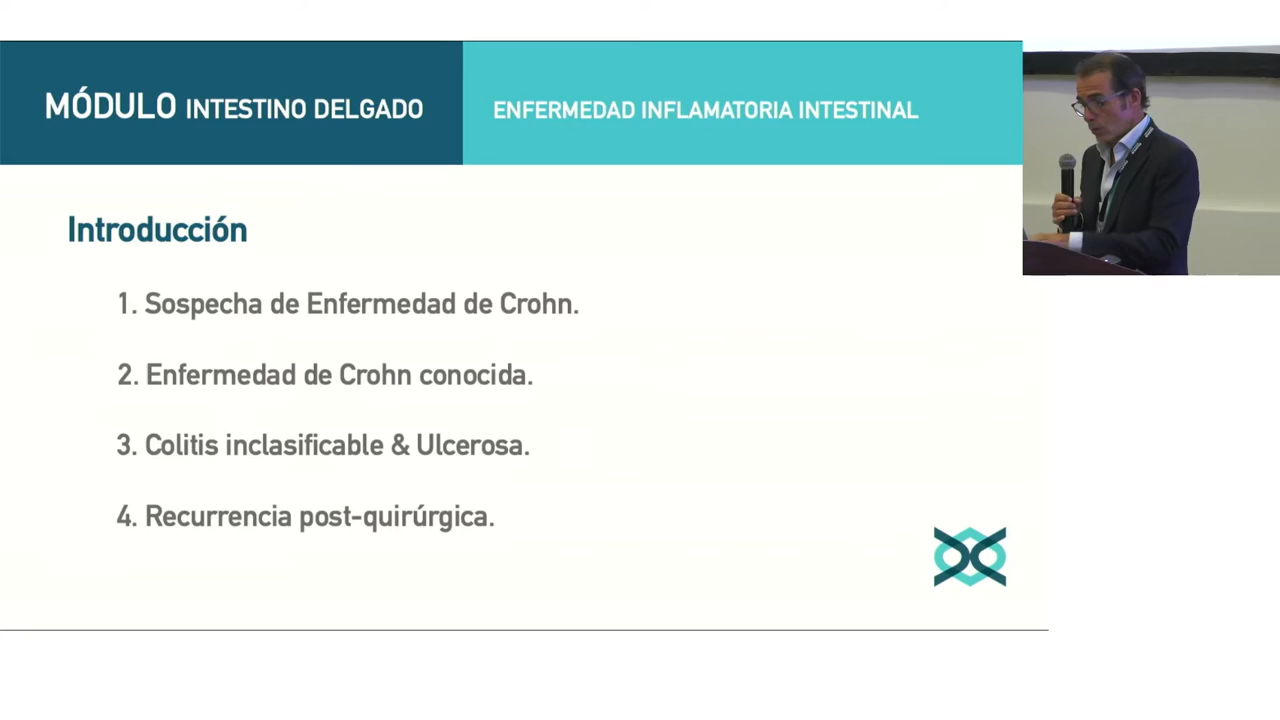 MÓDULO INTESTINO DELGADO
ENFERMEDAD INFLAMATORIA INTESTINAL
Introducción
1. Sospecha de Enfermedad de Crohn.
2. Enfermedad de Crohn conocida.
3. Colitis inclasificable & Ulcerosa.
4. Recurrencia post-quirúrgica.